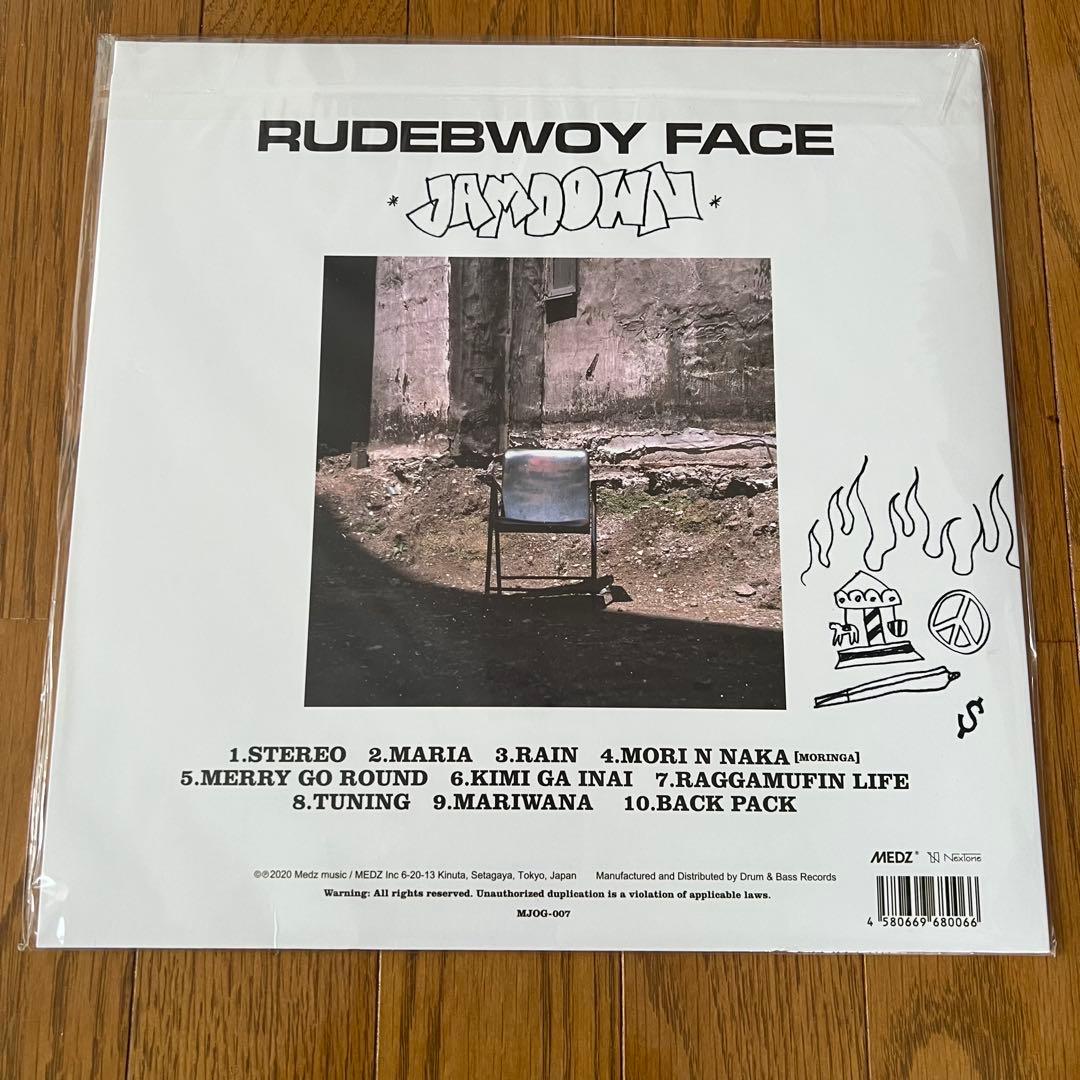 RUDEBWOY FACE
*JAMDOWN*
1.STEREO 2.MARIA 3.RAIN 4.MORI N NAKA [MORINGA]
5.MERRY GO ROUND 6.KIMI GA INAI 7.RAGGAMUFIN LIFE
8.TUNING 9.MARIWANA 10.BACK PACK
$
MEDZ® NexTone
©℗2020 Medz music / MEDZ Inc 6-20-13 Kinuta, Setagaya, Tokyo, Japan Manufactured and Distributed by Drum & Bass Records
Warning: All rights reserved. Unauthorized duplication is a violation of applicable laws.
MJOG-007
4 580669 680066